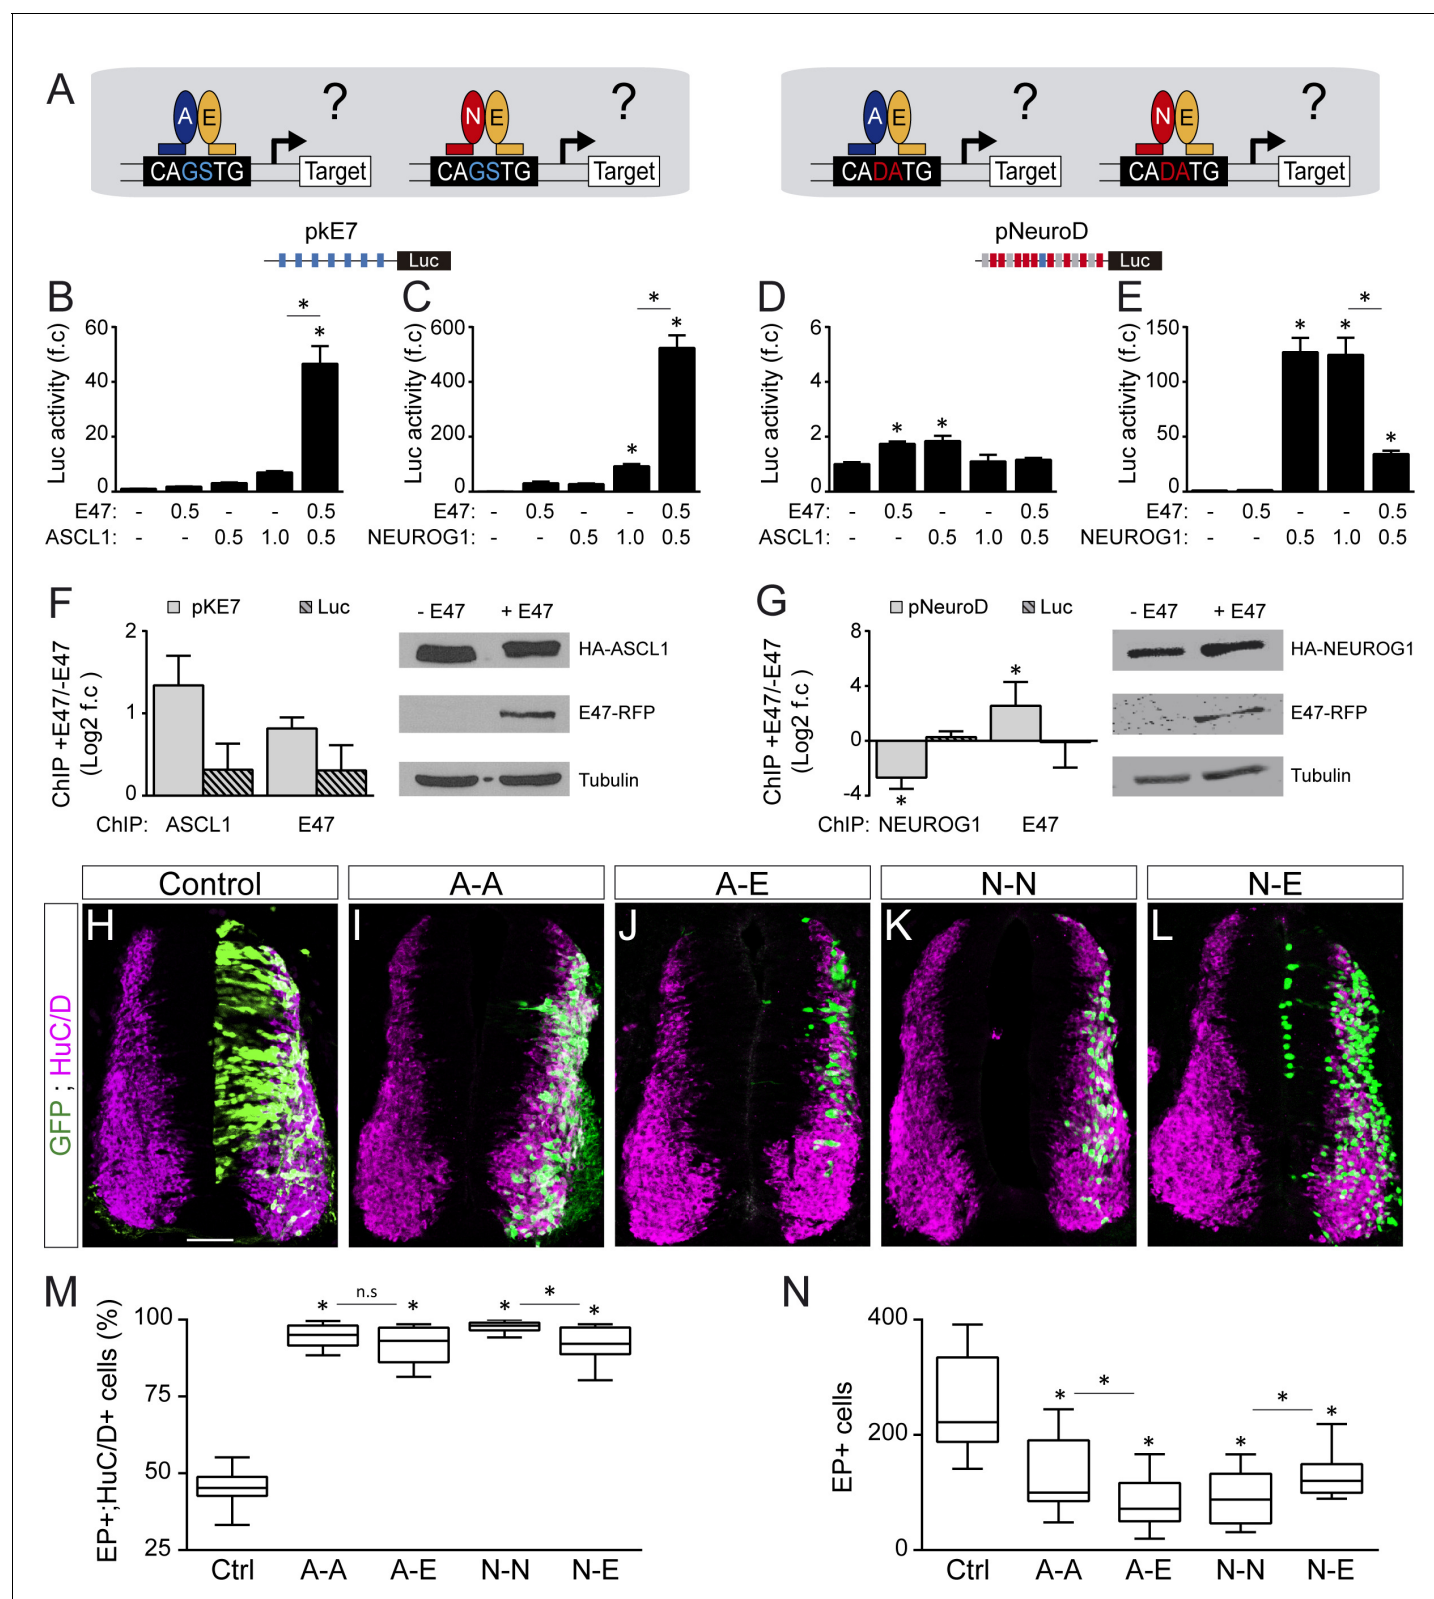 A
? ? ? ?
A E N E A E N E
CAGSTG Target CAGSTG Target CADATG Target CADATG Target
pkE7 pNeuroD
Luc Luc
B C D E
Luc activity (f.c)
60
40
20
0
* *
E47: - 0.5 - - 0.5
ASCL1: - - 0.5 1.0 0.5
Luc activity (f.c)
600
400
200
0
* * *
E47: - 0.5 - - 0.5
NEUROG1: - - 0.5 1.0 0.5
Luc activity (f.c)
6
4
2
0
* *
E47: - 0.5 - - 0.5
ASCL1: - - 0.5 1.0 0.5
Luc activity (f.c)
150
100
50
0
* * * *
E47: - - 0.5
0.5
NEUROG1: - - 0.5 1.0 0.5
F
pKE7 Luc
ChIP +E47/-E47
(Log2 f.c )
2
1
0
ChIP: ASCL1 E47
- E47 + E47
HA-ASCL1
E47-RFP
Tubulin
G
pNeuroD Luc
ChIP +E47/-E47
(Log2 f.c )
8
4
0
-4
* *
ChIP: NEUROG1 E47
- E47 + E47
HA-NEUROG1
E47-RFP
Tubulin
Control A-A A-E N-N N-E
GFP ; HuC/D
H I J K L
M
EP+;HuC/D+ cells (%)
100
75
50
25
* n.s * * * *
Ctrl A-A A-E N-N N-E
N
EP+ cells
400
200
0
* * * * * *
Ctrl A-A A-E N-N N-E